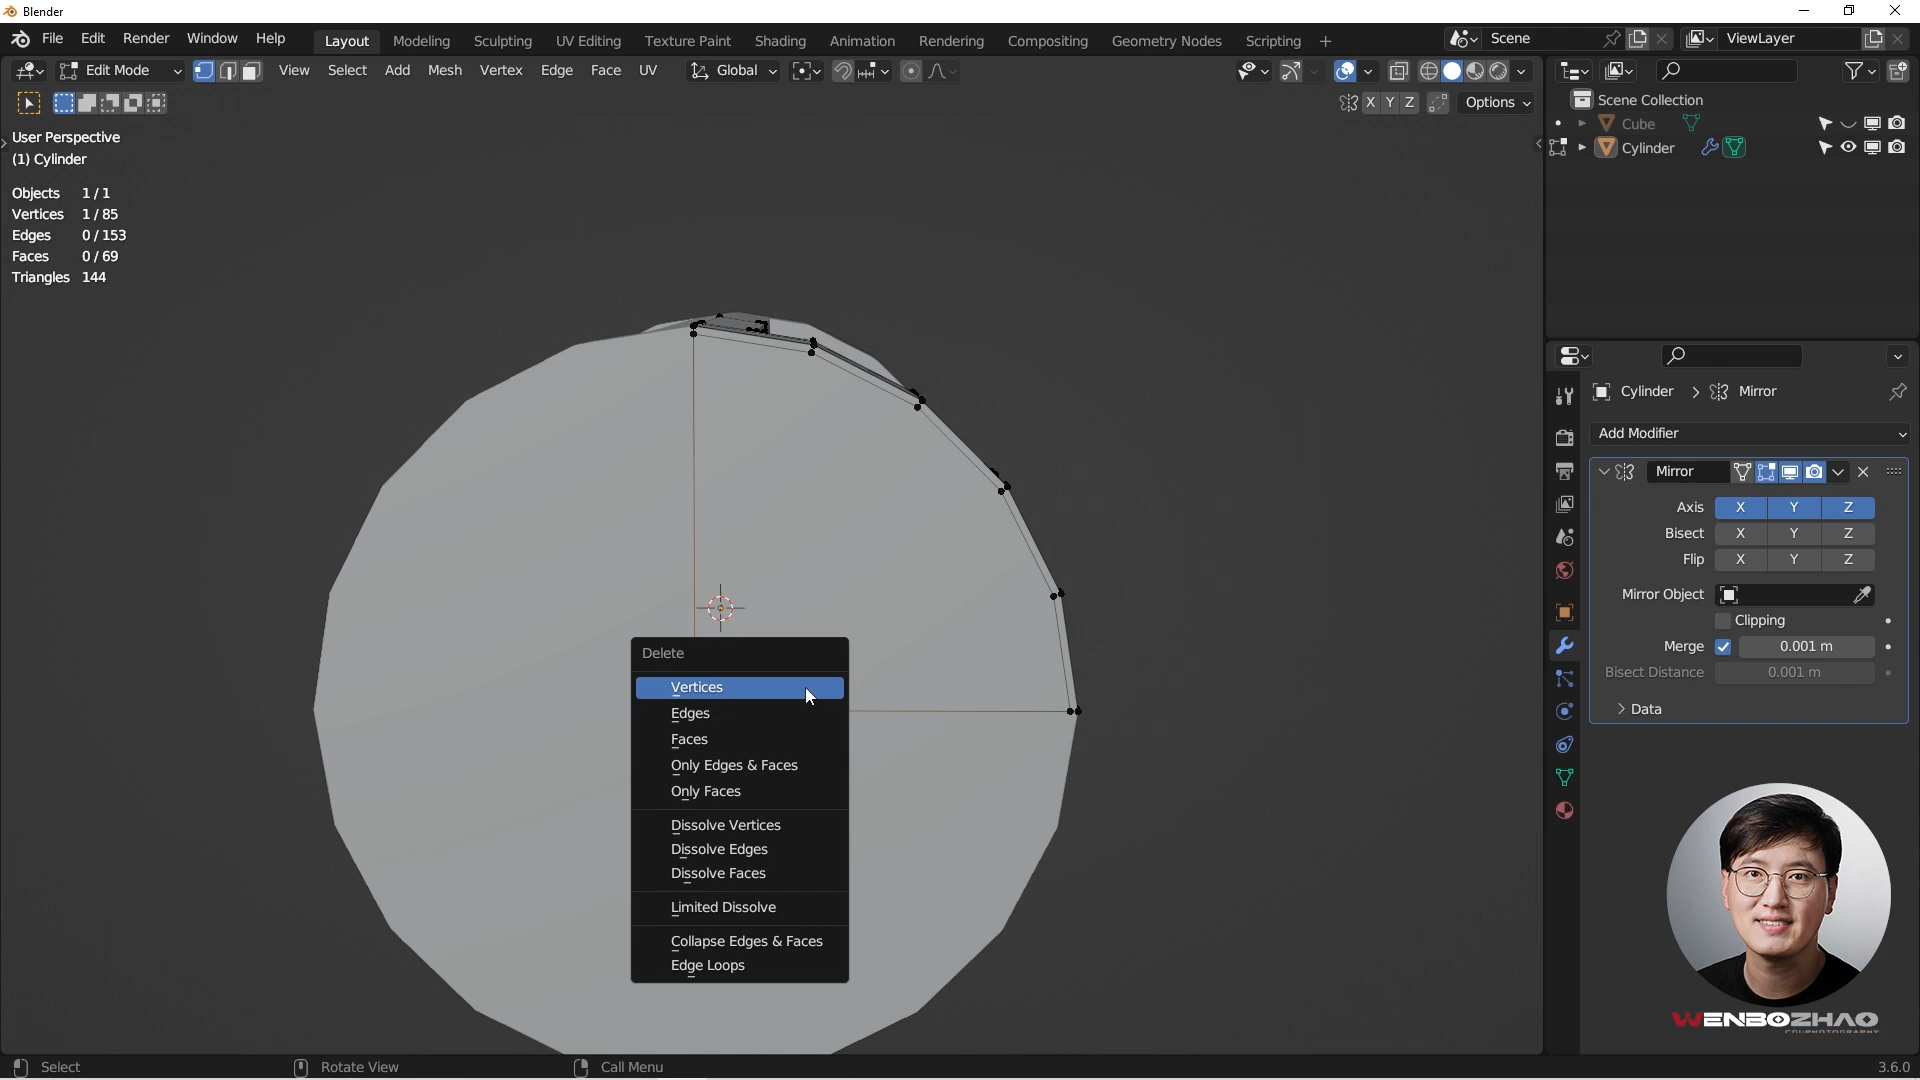 Blender
File Edit Render Window Help Layout Modeling Sculpting UV Editing Texture Paint Shading Animation Rendering Compositing Geometry Nodes Scripting + Scene ViewLayer
Edit Mode View Select Add Mesh Vertex Edge Face UV Global
X Y Z Options
User Perspective
(1) Cylinder
Objects 1/1
Vertices 1/85
Edges 0/153
Faces 0/69
Triangles 144
Delete
Vertices
Edges
Faces
Only Edges & Faces
Only Faces
Dissolve Vertices
Dissolve Edges
Dissolve Faces
Limited Dissolve
Collapse Edges & Faces
Edge Loops
Scene Collection
Cube
Cylinder
Cylinder > Mirror
Add Modifier
Mirror
Axis X Y Z
Bisect X Y Z
Flip X Y Z
Mirror Object
Clipping
Merge 0.001 m
Bisect Distance 0.001 m
> Data
WENBOZHAO
Select Rotate View Call Menu 3.6.0